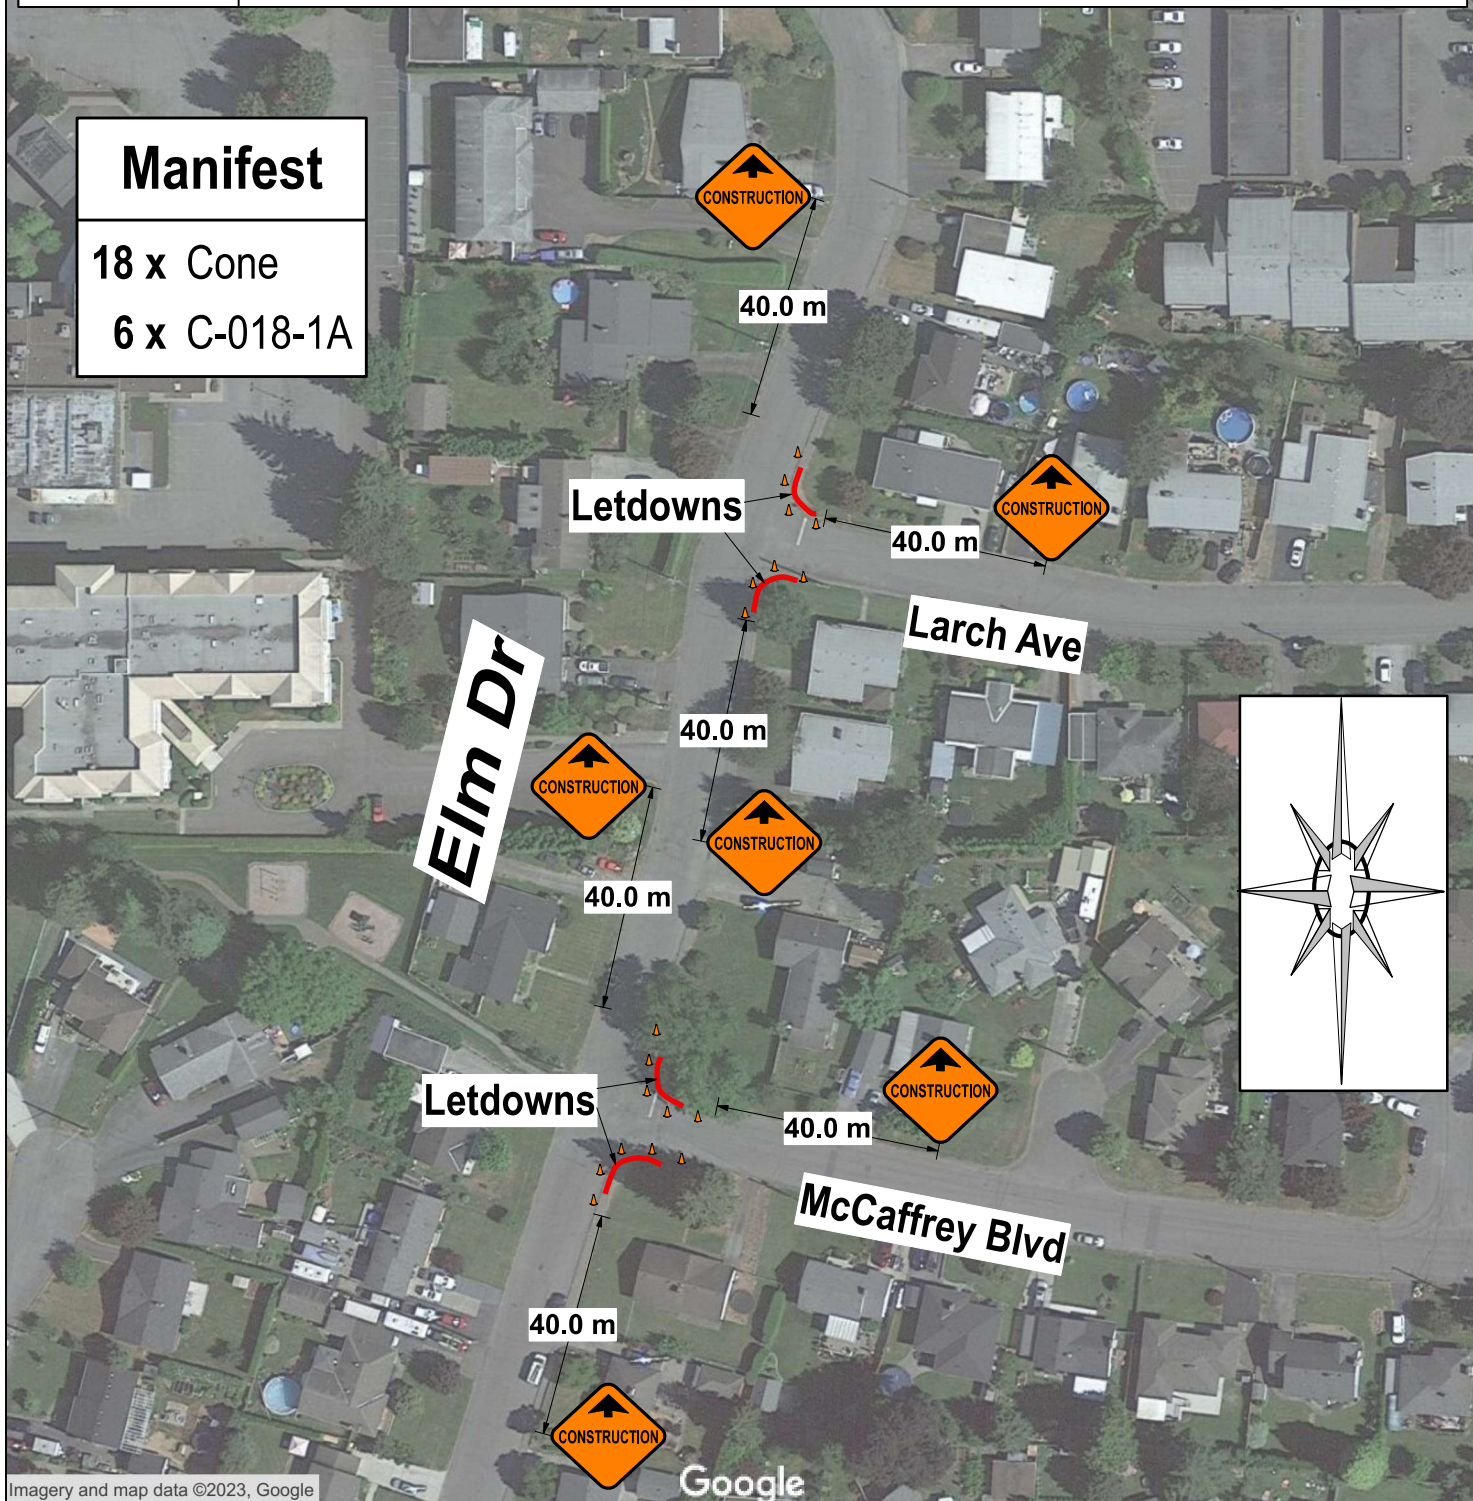 Manifest
18 x Cone
6 x C-018-1A
CONSTRUCTION
40.0 m
Letdowns
CONSTRUCTION
40.0 m
Larch Ave
Elm Dr
40.0 m
CONSTRUCTION
CONSTRUCTION
40.0 m
Letdowns
CONSTRUCTION
40.0 m
McCaffrey Blvd
40.0 m
CONSTRUCTION
Google
Imagery and map data ©2023, Google